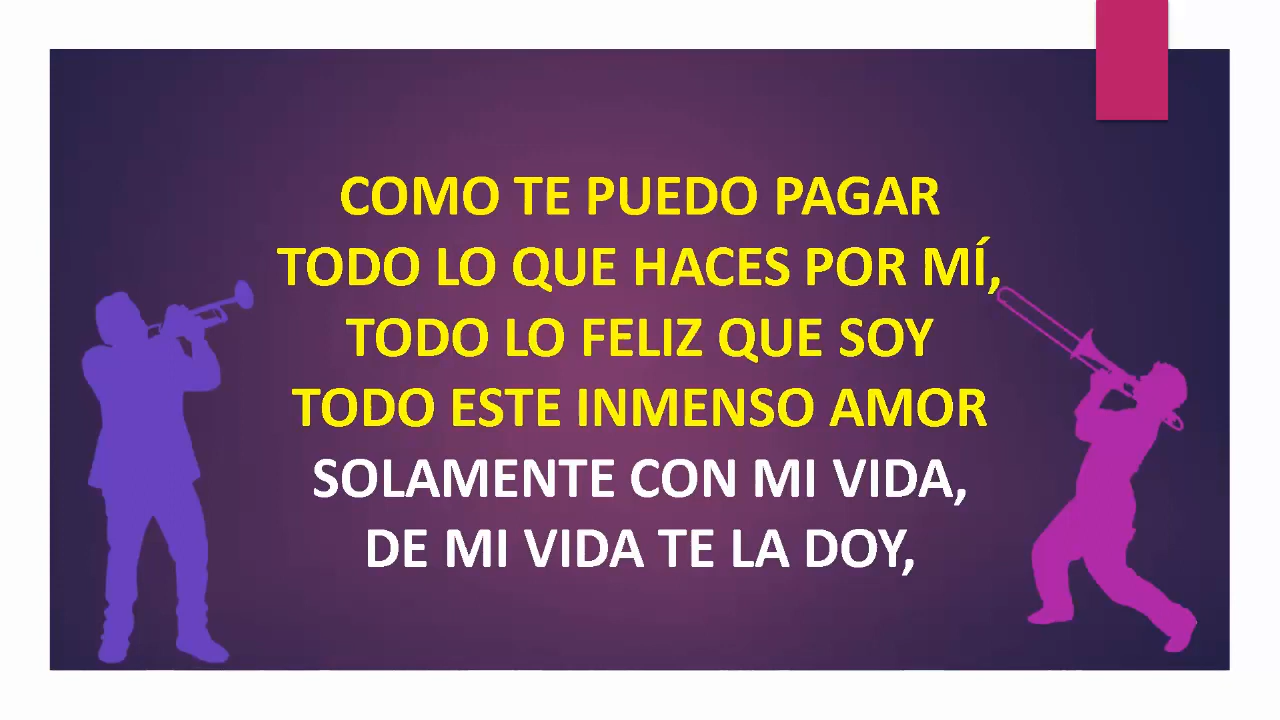 COMO TE PUEDO PAGAR
TODO LO QUE HACES POR MÍ,
TODO LO FELIZ QUE SOY
TODO ESTE INMENSO AMOR
SOLAMENTE CON MI VIDA,
DE MI VIDA TE LA DOY,